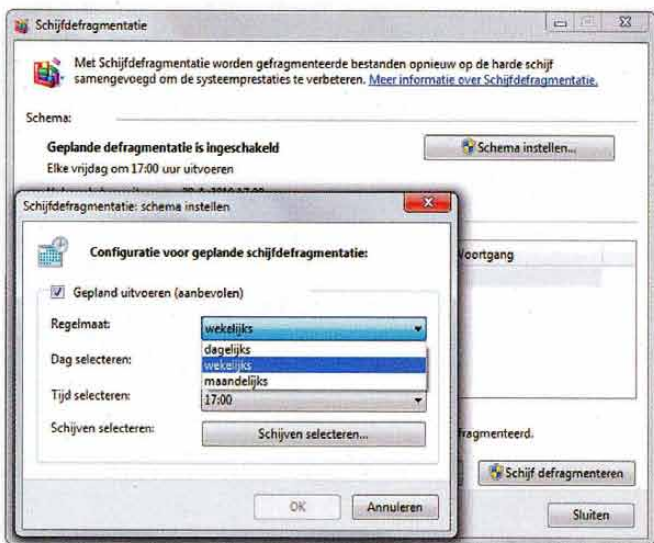 Schijfdefragmentatie
Met Schijfdefragmentatie worden gefragmenteerde bestanden opnieuw op de harde schijf
samengevoegd om de systeemprestaties te verbeteren. Meer informatie over Schijfdefragmentatie.
Schema:
Geplande defragmentatie is ingeschakeld
Schema instellen...
Elke vrijdag om 17:00 uur uitvoeren
Schijfdefragmentatie: schema instellen
Configuratie voor geplande schijfdefragmentatie:
Voortgang
Gepland uitvoeren (aanbevolen)
Regelmaat:
wekelijks
dagelijks
Dag selecteren:
wekelijks
maandelijks
Tijd selecteren:
17:00
Schijven selecteren:
Schijven selecteren...
fragmenteerd.
Schijf defragmenteren
OK
Annuleren
Sluiten